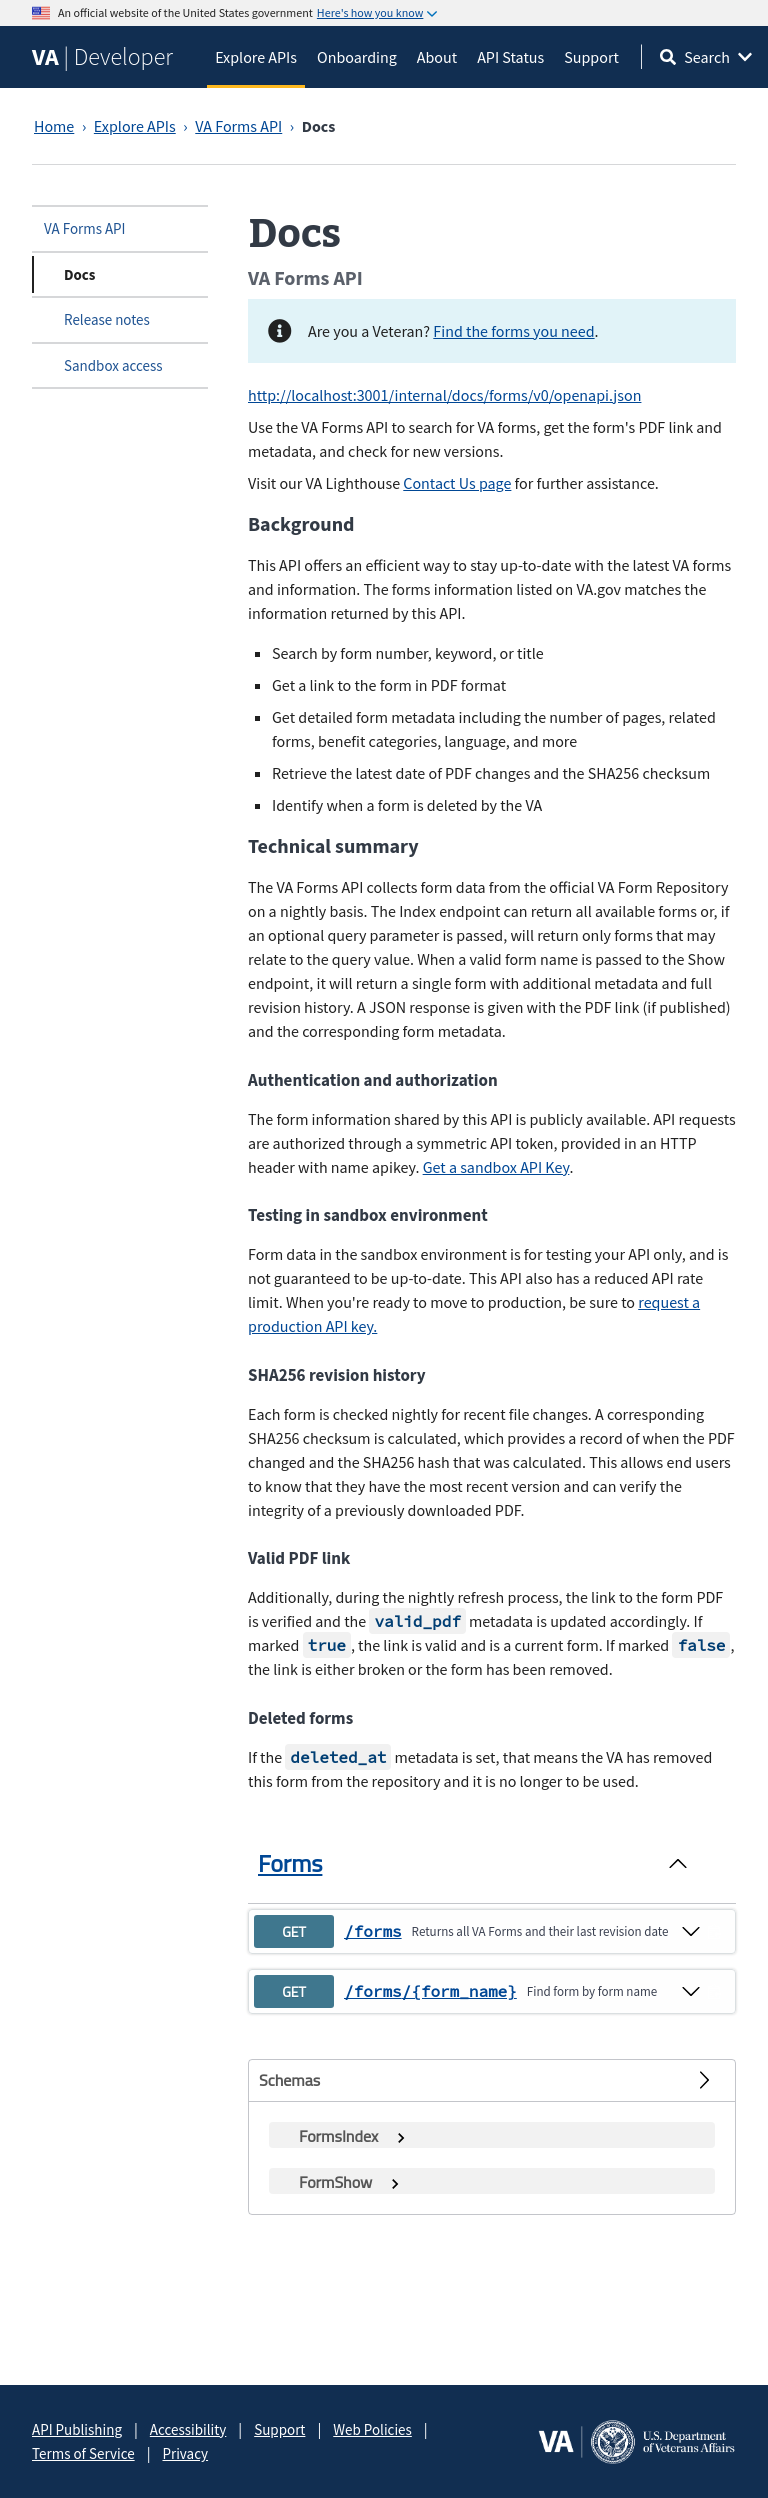 An official website of the United States government Here's how you know
VA | Developer
Explore APIs Onboarding About API Status Support Search
Home › Explore APIs › VA Forms API › Docs
VA Forms API
Docs
Release notes
Sandbox access
Docs
VA Forms API
Are you a Veteran? Find the forms you need.
http://localhost:3001/internal/docs/forms/v0/openapi.json
Use the VA Forms API to search for VA forms, get the form's PDF link and
metadata, and check for new versions.
Visit our VA Lighthouse Contact Us page for further assistance.
Background
This API offers an efficient way to stay up-to-date with the latest VA forms
and information. The forms information listed on VA.gov matches the
information returned by this API.
Search by form number, keyword, or title
Get a link to the form in PDF format
Get detailed form metadata including the number of pages, related
forms, benefit categories, language, and more
Retrieve the latest date of PDF changes and the SHA256 checksum
Identify when a form is deleted by the VA
Technical summary
The VA Forms API collects form data from the official VA Form Repository
on a nightly basis. The Index endpoint can return all available forms or, if
an optional query parameter is passed, will return only forms that may
relate to the query value. When a valid form name is passed to the Show
endpoint, it will return a single form with additional metadata and full
revision history. A JSON response is given with the PDF link (if published)
and the corresponding form metadata.
Authentication and authorization
The form information shared by this API is publicly available. API requests
are authorized through a symmetric API token, provided in an HTTP
header with name apikey. Get a sandbox API Key.
Testing in sandbox environment
Form data in the sandbox environment is for testing your API only, and is
not guaranteed to be up-to-date. This API also has a reduced API rate
limit. When you're ready to move to production, be sure to request a
production API key.
SHA256 revision history
Each form is checked nightly for recent file changes. A corresponding
SHA256 checksum is calculated, which provides a record of when the PDF
changed and the SHA256 hash that was calculated. This allows end users
to know that they have the most recent version and can verify the
integrity of a previously downloaded PDF.
Valid PDF link
Additionally, during the nightly refresh process, the link to the form PDF
is verified and the valid_pdf metadata is updated accordingly. If
marked true, the link is valid and is a current form. If marked false,
the link is either broken or the form has been removed.
Deleted forms
If the deleted_at metadata is set, that means the VA has removed
this form from the repository and it is no longer to be used.
Forms
GET /forms Returns all VA Forms and their last revision date
GET /forms/{form_name} Find form by form name
Schemas
FormsIndex
FormShow
API Publishing | Accessibility | Support | Web Policies |
Terms of Service | Privacy
VA | U.S. Department
of Veterans Affairs